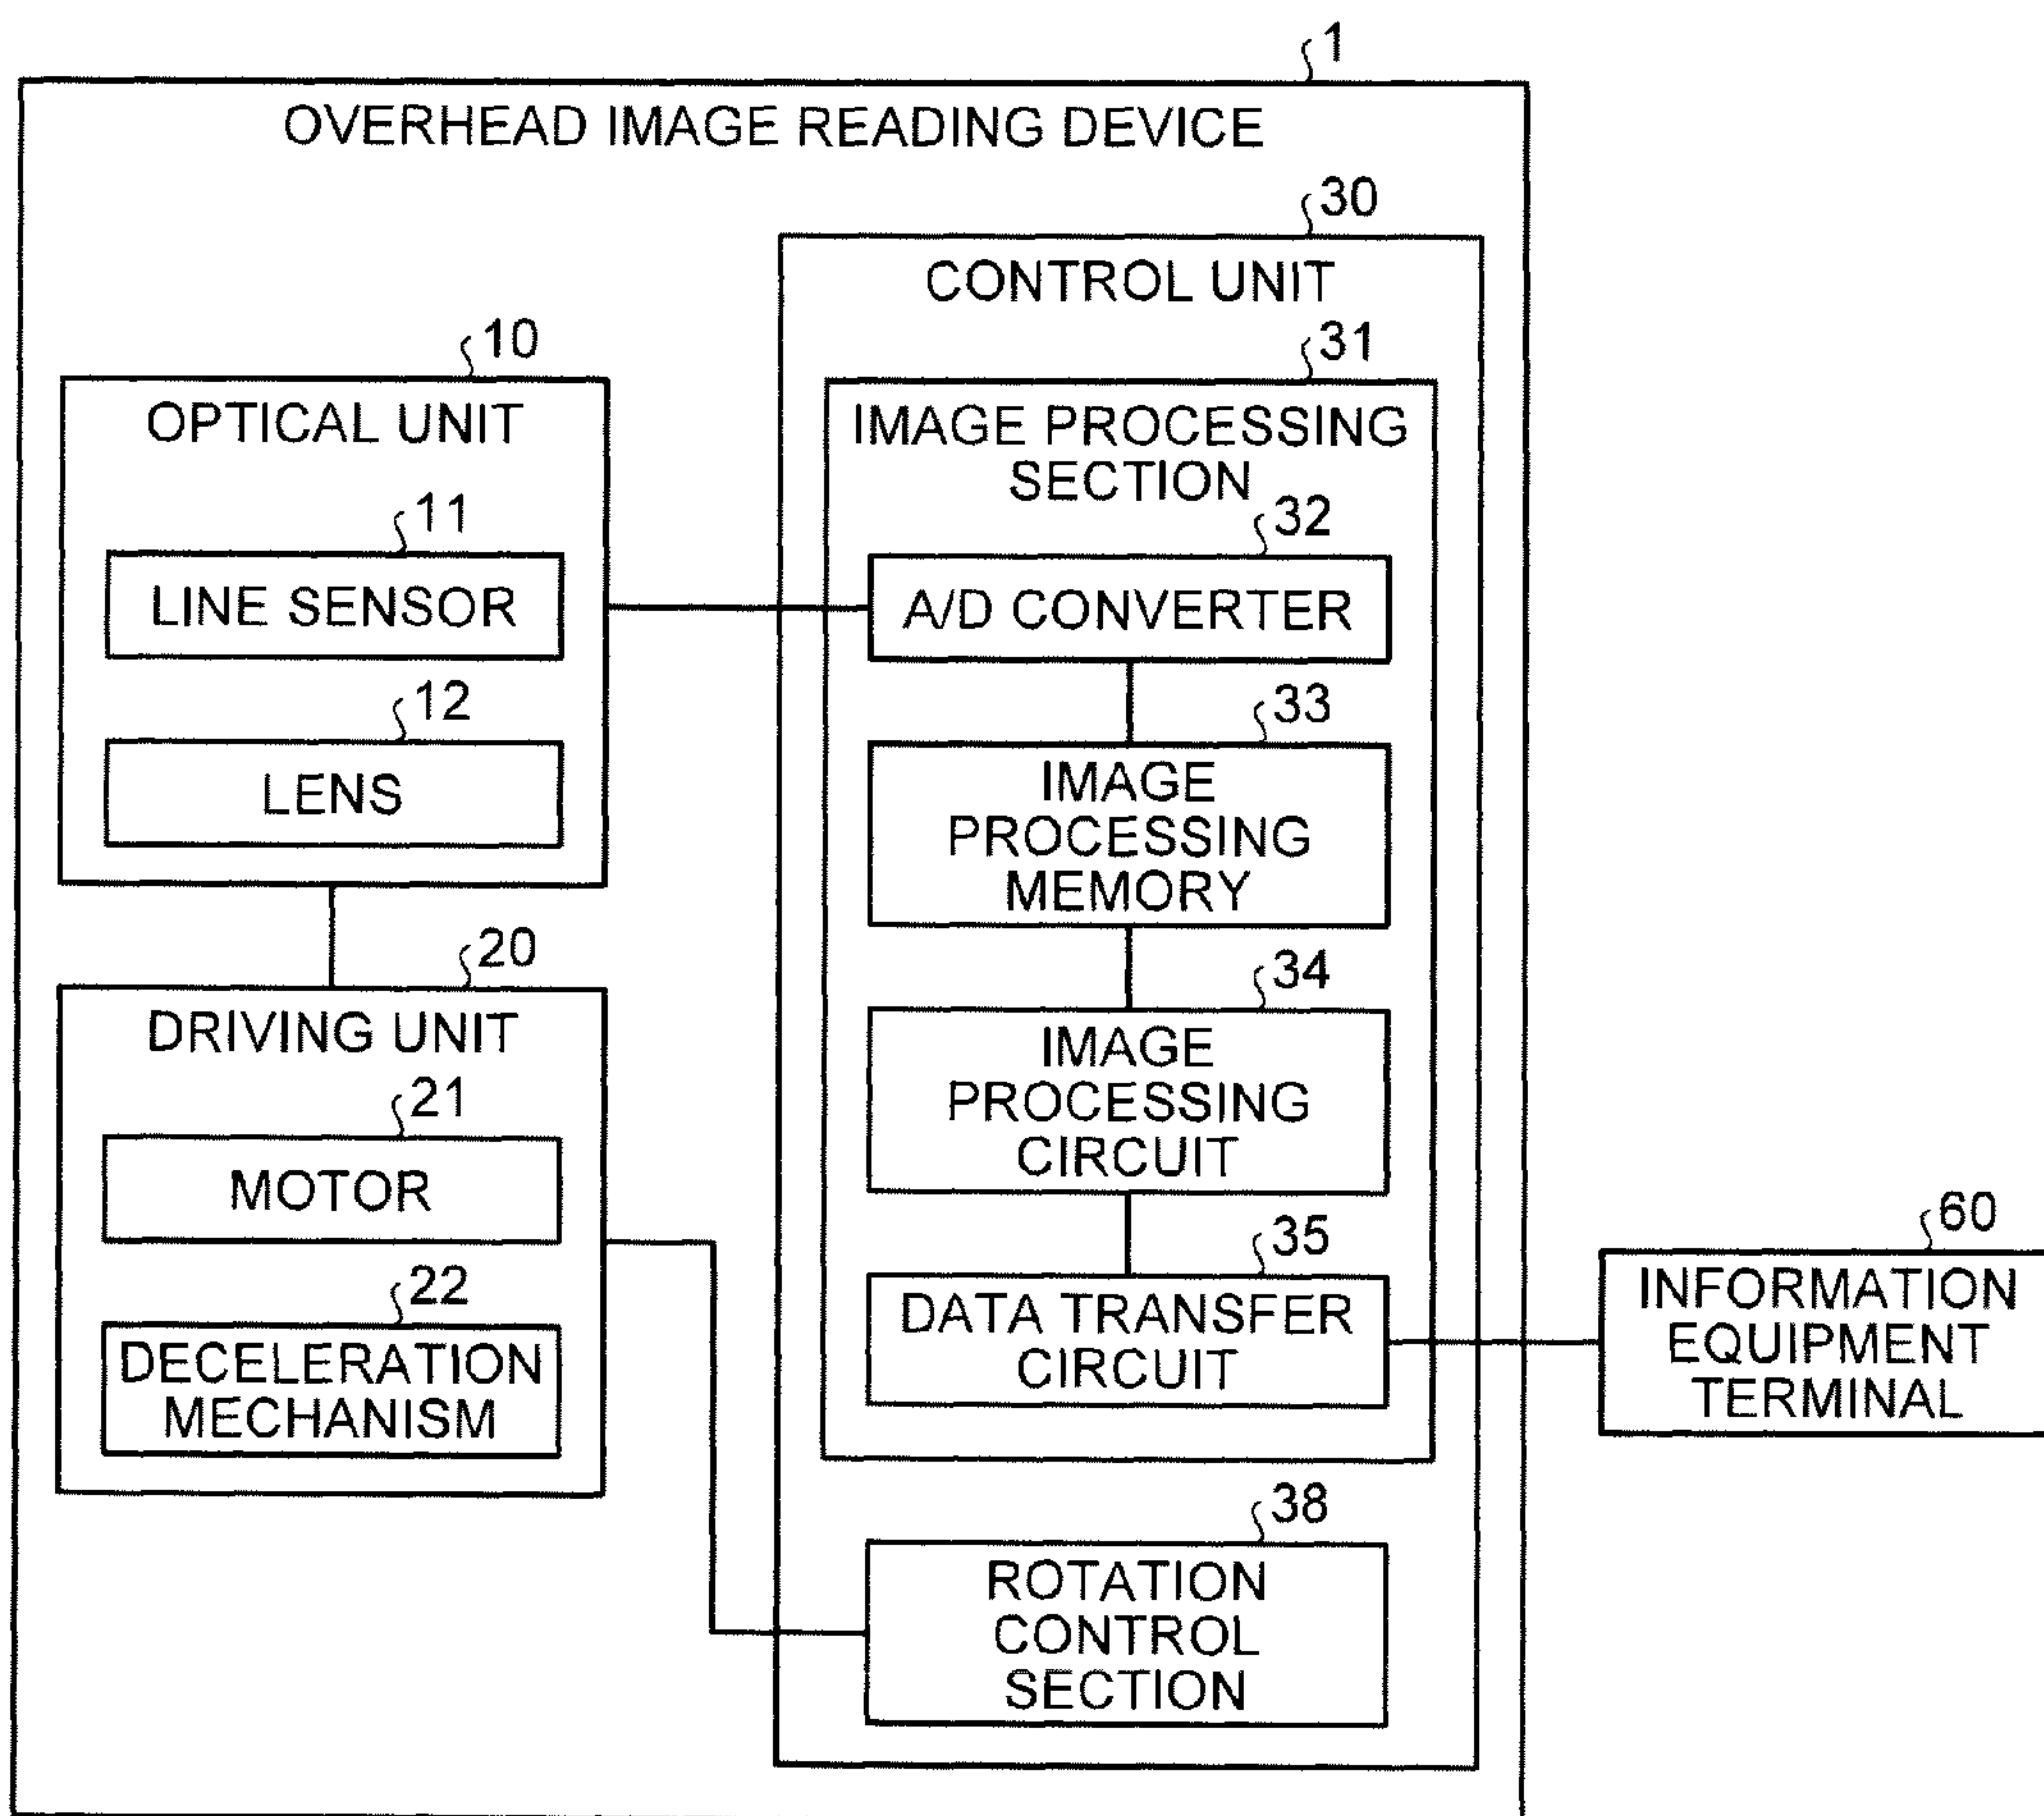 1
OVERHEAD IMAGE READING DEVICE
30
CONTROL UNIT
10
OPTICAL UNIT
11
LINE SENSOR
12
LENS
20
DRIVING UNIT
21
MOTOR
22
DECELERATION
MECHANISM
31
IMAGE PROCESSING
SECTION
32
A/D CONVERTER
33
IMAGE
PROCESSING
MEMORY
34
IMAGE
PROCESSING
CIRCUIT
35
DATA TRANSFER
CIRCUIT
38
ROTATION
CONTROL
SECTION
60
INFORMATION
EQUIPMENT
TERMINAL